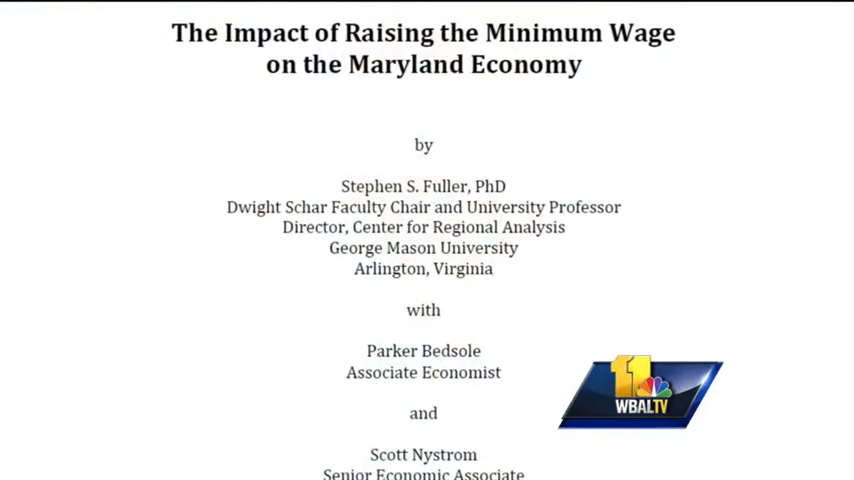 The Impact of Raising the Minimum Wage
on the Maryland Economy
by
Stephen S. Fuller, PhD
Dwight Schar Faculty Chair and University Professor
Director, Center for Regional Analysis
George Mason University
Arlington, Virginia
with
Parker Bedsole
Associate Economist
and
Scott Nystrom
Senior Economic Associate
11
WBALTV